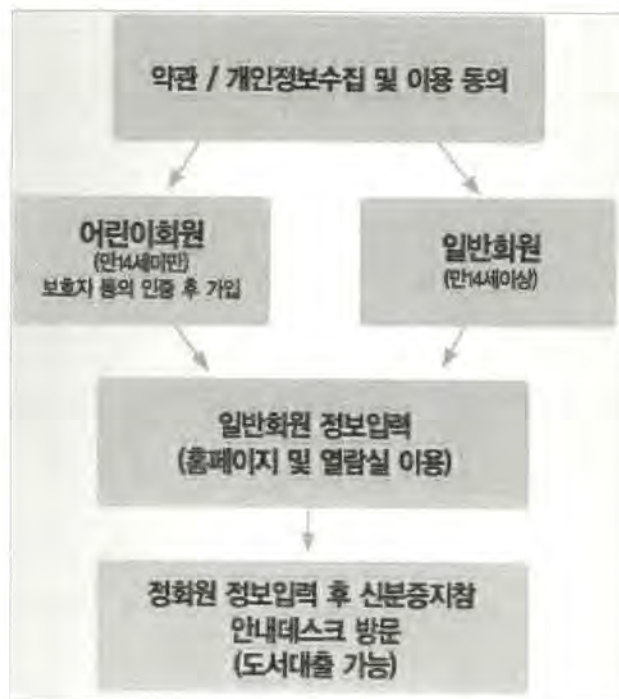 약관 / 개인정보수집 및 이용 동의
어린이회원
(만14세미만)
보호자 동의 인증 후 가입
일반회원
(만14세이상)
일반회원 정보입력
(홈페이지 및 열람실 이용)
정회원 정보입력 후 신분증지참
안내데스크 방문
(도서대출 가능)